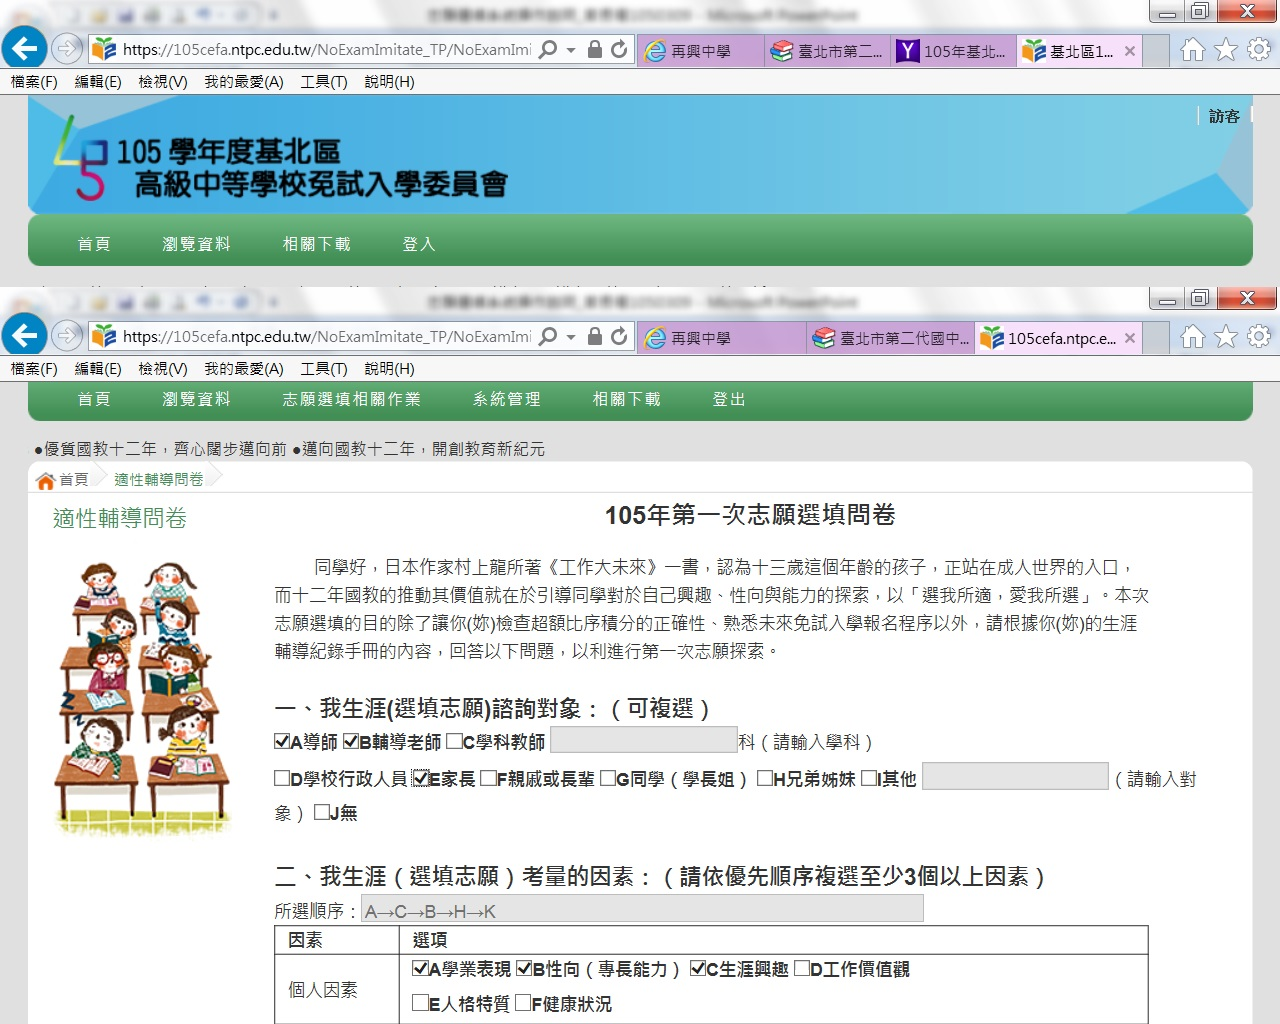 https://105cefa.ntpc.edu.tw/NoExamImitate_TP/NoExamImi
再興中學
臺北市第二...
105年基北...
基北區1...
檔案(F) 編輯(E) 檢視(V) 我的最愛(A) 工具(T) 說明(H)
訪客
105 學年度基北區
高級中等學校免試入學委員會
首頁 瀏覽資料 相關下載 登入
https://105cefa.ntpc.edu.tw/NoExamImitate_TP/NoExamImi
再興中學
臺北市第二代國中...
105cefa.ntpc.e...
檔案(F) 編輯(E) 檢視(V) 我的最愛(A) 工具(T) 說明(H)
首頁 瀏覽資料 志願選填相關作業 系統管理 相關下載 登出
●優質國教十二年，齊心闊步邁向前 ●邁向國教十二年，開創教育新紀元
首頁 適性輔導問卷
適性輔導問卷
105年第一次志願選填問卷
同學好，日本作家村上龍所著《工作大未來》一書，認為十三歲這個年齡的孩子，正站在成人世界的入口，
而十二年國教的推動其價值就在於引導同學對於自己興趣、性向與能力的探索，以「選我所適，愛我所選」。本次
志願選填的目的除了讓你(妳)檢查超額比序積分的正確性、熟悉未來免試入學報名程序以外，請根據你(妳)的生涯
輔導紀錄手冊的內容，回答以下問題，以利進行第一次志願探索。
一、我生涯(選填志願)諮詢對象：（可複選）
A導師 B輔導老師 C學科教師 科（請輸入學科）
D學校行政人員 E家長 F親戚或長輩 G同學（學長姐） H兄弟姊妹 I其他 （請輸入對
象） J無
二、我生涯（選填志願）考量的因素：（請依優先順序複選至少3個以上因素）
所選順序：A→C→B→H→K
因素 選項
個人因素
A學業表現 B性向（專長能力） C生涯興趣 D工作價值觀
E人格特質 F健康狀況